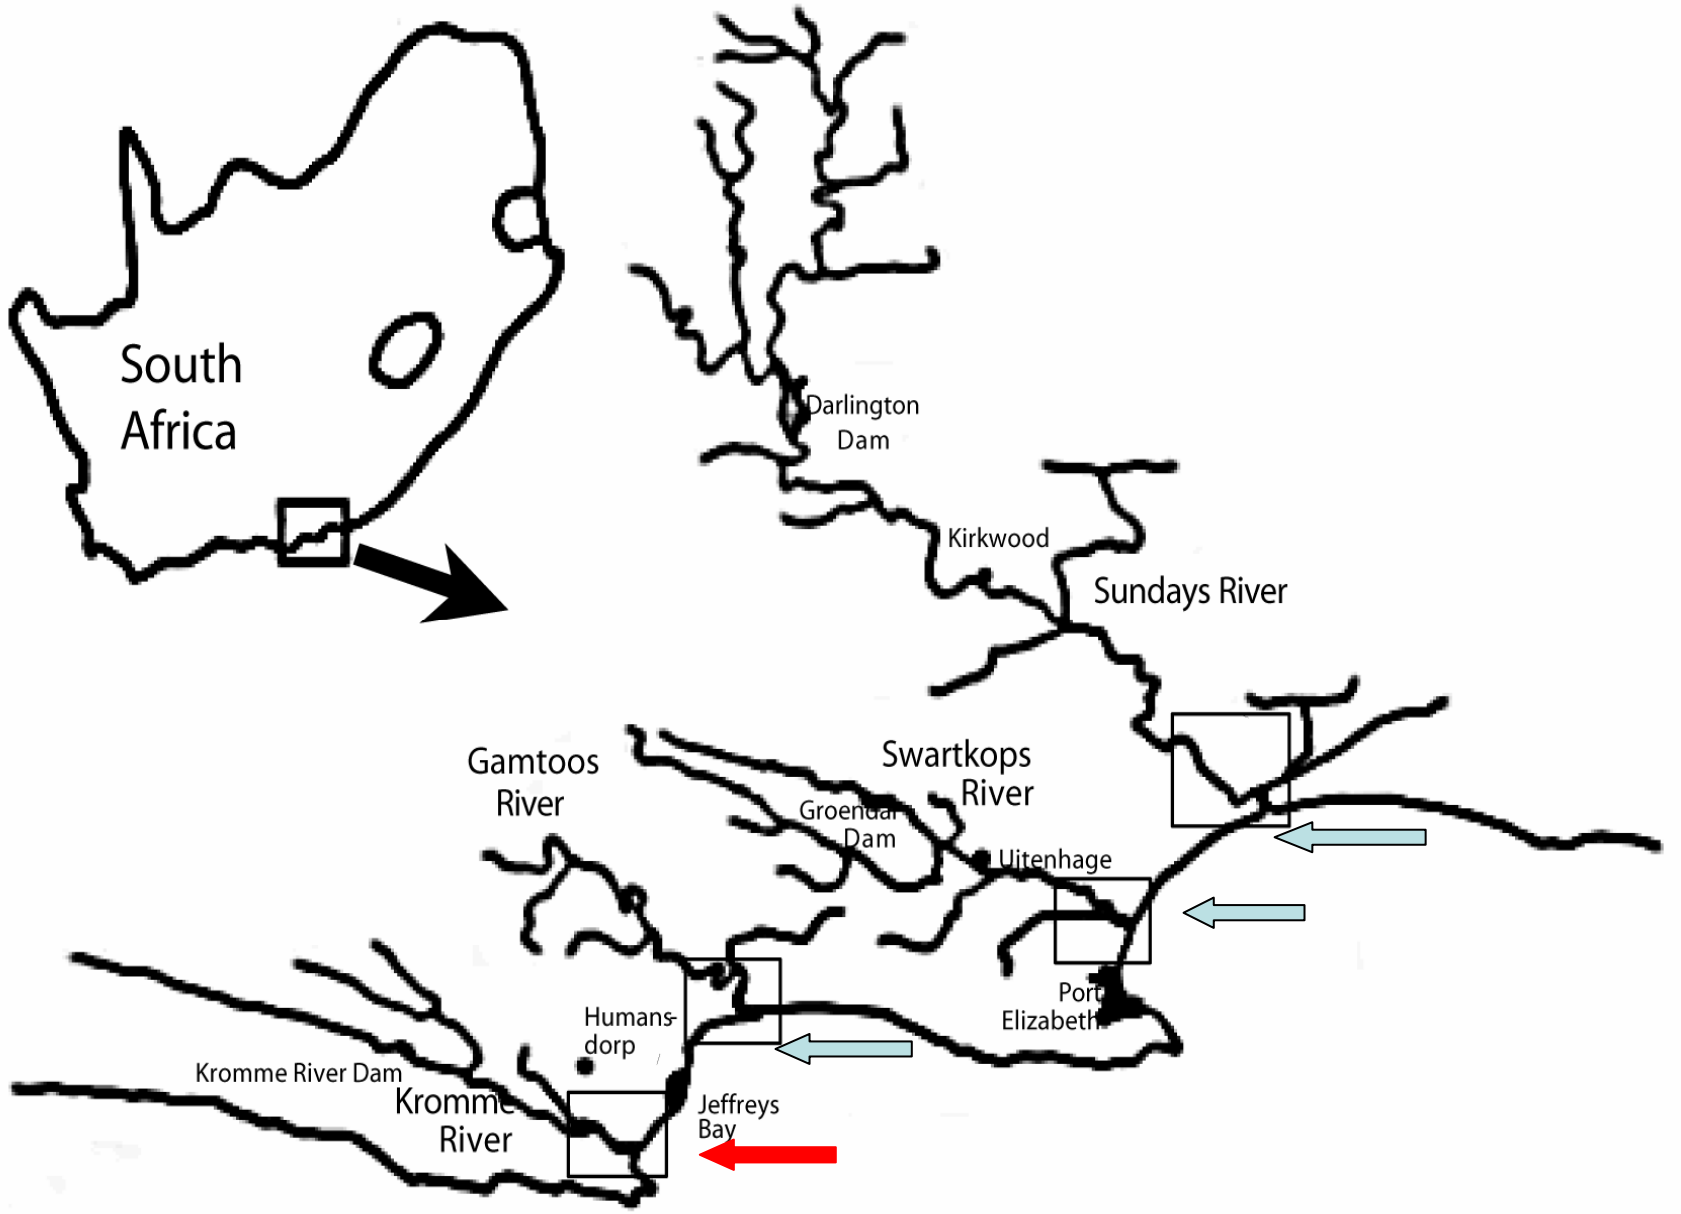 South
Africa
Darlington
Dam
Kirkwood
Sundays River
Gamtoos
River
Swartkops
River
Groendal
Dam
Uitenhage
Port
Elizabeth
Humans-
dorp
Kromme River Dam
Kromme
River
Jeffreys
Bay